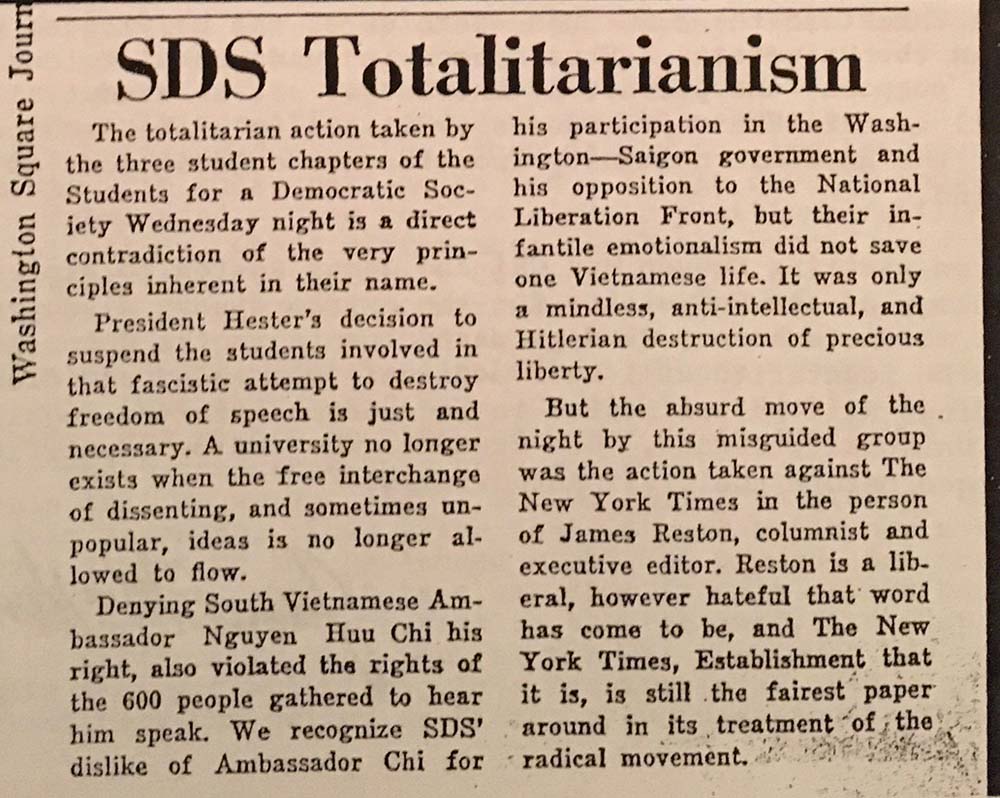 Washington Square Journ
SDS Totalitarianism
The totalitarian action taken by
the three student chapters of the
Students for a Democratic Soc-
iety Wednesday night is a direct
contradiction of the very prin-
ciples inherent in their name.
President Hester's decision to
suspend the students involved in
that fascistic attempt to destroy
freedom of speech is just and
necessary. A university no longer
exists when the free interchange
of dissenting, and sometimes un-
popular, ideas is no longer al-
lowed to flow.
Denying South Vietnamese Am-
bassador Nguyen Huu Chi his
right, also violated the rights of
the 600 people gathered to hear
him speak. We recognize SDS'
dislike of Ambassador Chi for
his participation in the Wash-
ington—Saigon government and
his opposition to the National
Liberation Front, but their in-
fantile emotionalism did not save
one Vietnamese life. It was only
a mindless, anti-intellectual, and
Hitlerian destruction of precious
liberty.
But the absurd move of the
night by this misguided group
was the action taken against The
New York Times in the person
of James Reston, columnist and
executive editor. Reston is a lib-
eral, however hateful that word
has come to be, and The New
York Times, Establishment that
it is, is still the fairest paper
around in its treatment of the
radical movement.